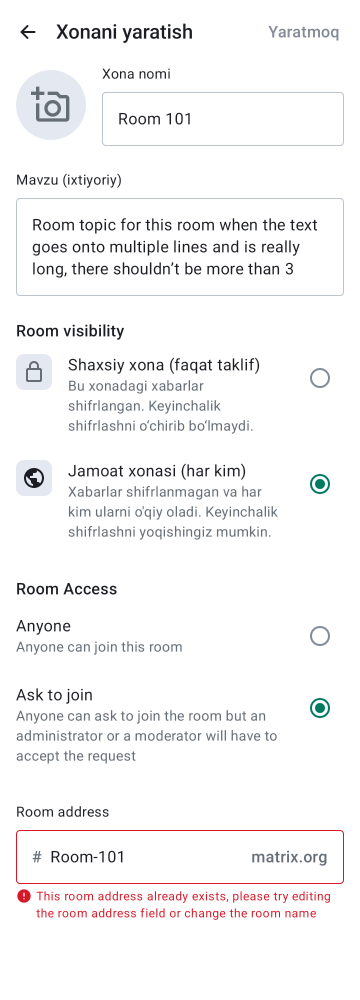 Xonani yaratish
Yaratmoq
Xona nomi
Room 101
Mavzu (ixtiyoriy)
Room topic for this room when the text
goes onto multiple lines and is really
long, there shouldn’t be more than 3
Room visibility
Shaxsiy xona (faqat taklif)
Bu xonadagi xabarlar
shifrlangan. Keyinchalik
shifrlashni o‘chirib bo‘lmaydi.
Jamoat xonasi (har kim)
Xabarlar shifrlanmagan va har
kim ularni o'qiy oladi. Keyinchalik
shifrlashni yoqishingiz mumkin.
Room Access
Anyone
Anyone can join this room
Ask to join
Anyone can ask to join the room but an
administrator or a moderator will have to
accept the request
Room address
# Room-101 matrix.org
This room address already exists, please try editing
the room address field or change the room name